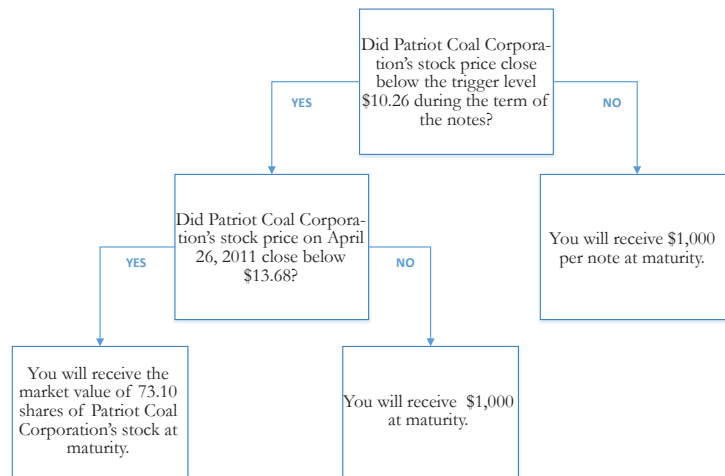 Did Patriot Coal Corpora-
tion's stock price close
below the trigger level
$10.26 during the term of
the notes?
YES
NO
Did Patriot Coal Corpora-
tion's stock price on April
26, 2011 close below
$13.68?
You will receive $1,000
per note at maturity.
YES
NO
You will receive the
market value of 73.10
shares of Patriot Coal
Corporation's stock at
maturity.
You will receive $1,000
at maturity.